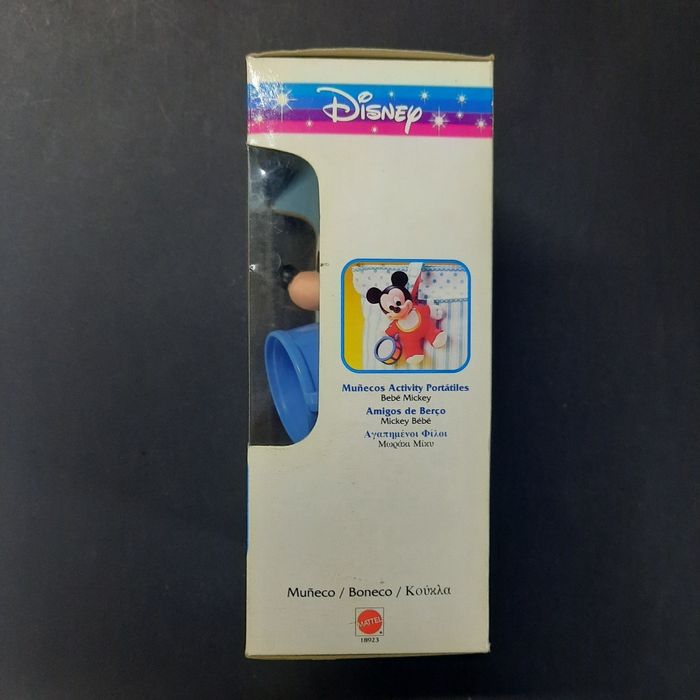 Disney
Muñecos Activity Portátiles
Bebé Mickey
Amigos de Berço
Mickey Bébé
Αγαπημένοι Φίλοι
Μωράκι Μίκυ
Muñeco / Boneco / Κούκλα
MATTEL
18923